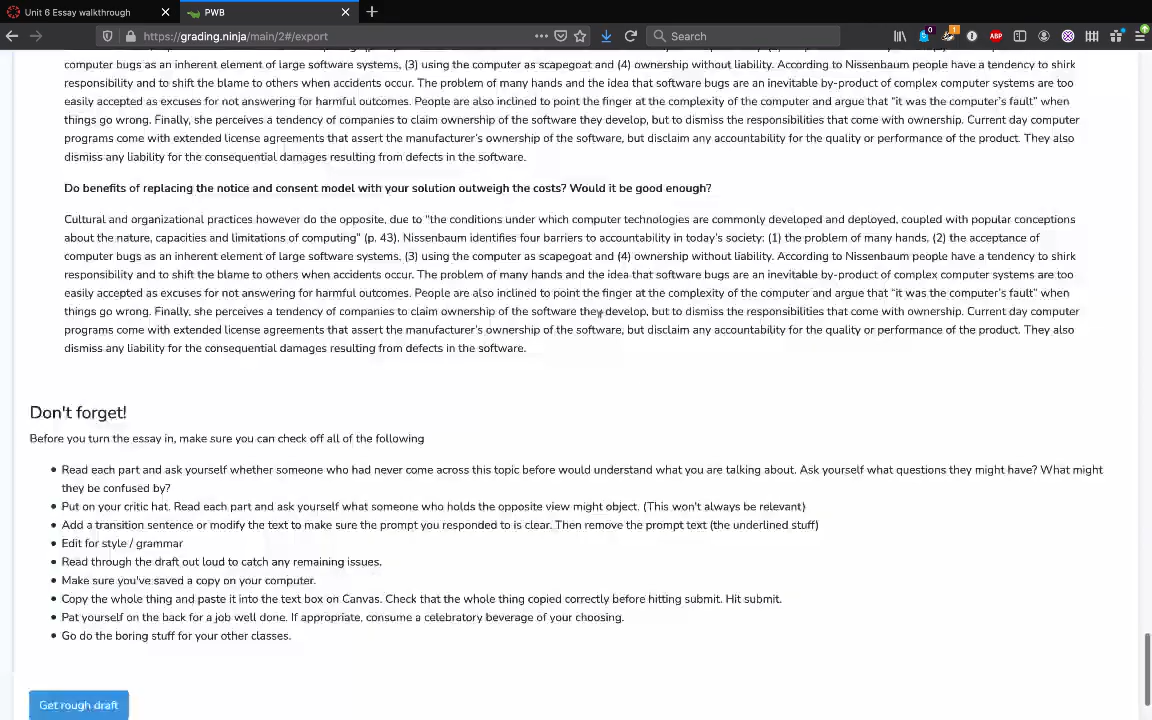 Unit 6 Essay walkthrough
PWB
https://grading.ninja/main/2#/export
Search
0
1
ABP
computer bugs as an inherent element of large software systems, (3) using the computer as scapegoat and (4) ownership without liability. According to Nissenbaum people have a tendency to shirk
responsibility and to shift the blame to others when accidents occur. The problem of many hands and the idea that software bugs are an inevitable by-product of complex computer systems are too
easily accepted as excuses for not answering for harmful outcomes. People are also inclined to point the finger at the complexity of the computer and argue that “it was the computer’s fault” when
things go wrong. Finally, she perceives a tendency of companies to claim ownership of the software they develop, but to dismiss the responsibilities that come with ownership. Current day computer
programs come with extended license agreements that assert the manufacturer’s ownership of the software, but disclaim any accountability for the quality or performance of the product. They also
dismiss any liability for the consequential damages resulting from defects in the software.
Do benefits of replacing the notice and consent model with your solution outweigh the costs? Would it be good enough?
Cultural and organizational practices however do the opposite, due to “the conditions under which computer technologies are commonly developed and deployed, coupled with popular conceptions
about the nature, capacities and limitations of computing” (p. 43). Nissenbaum identifies four barriers to accountability in today’s society: (1) the problem of many hands, (2) the acceptance of
computer bugs as an inherent element of large software systems, (3) using the computer as scapegoat and (4) ownership without liability. According to Nissenbaum people have a tendency to shirk
responsibility and to shift the blame to others when accidents occur. The problem of many hands and the idea that software bugs are an inevitable by-product of complex computer systems are too
easily accepted as excuses for not answering for harmful outcomes. People are also inclined to point the finger at the complexity of the computer and argue that “it was the computer’s fault” when
things go wrong. Finally, she perceives a tendency of companies to claim ownership of the software they develop, but to dismiss the responsibilities that come with ownership. Current day computer
programs come with extended license agreements that assert the manufacturer’s ownership of the software, but disclaim any accountability for the quality or performance of the product. They also
dismiss any liability for the consequential damages resulting from defects in the software.
Don't forget!
Before you turn the essay in, make sure you can check off all of the following
Read each part and ask yourself whether someone who had never come across this topic before would understand what you are talking about. Ask yourself what questions they might have? What might
they be confused by?
Put on your critic hat. Read each part and ask yourself what someone who holds the opposite view might object. (This won't always be relevant)
Add a transition sentence or modify the text to make sure the prompt you responded to is clear. Then remove the prompt text (the underlined stuff)
Edit for style / grammar
Read through the draft out loud to catch any remaining issues.
Make sure you've saved a copy on your computer.
Copy the whole thing and paste it into the text box on Canvas. Check that the whole thing copied correctly before hitting submit. Hit submit.
Pat yourself on the back for a job well done. If appropriate, consume a celebratory beverage of your choosing.
Go do the boring stuff for your other classes.
Get rough draft